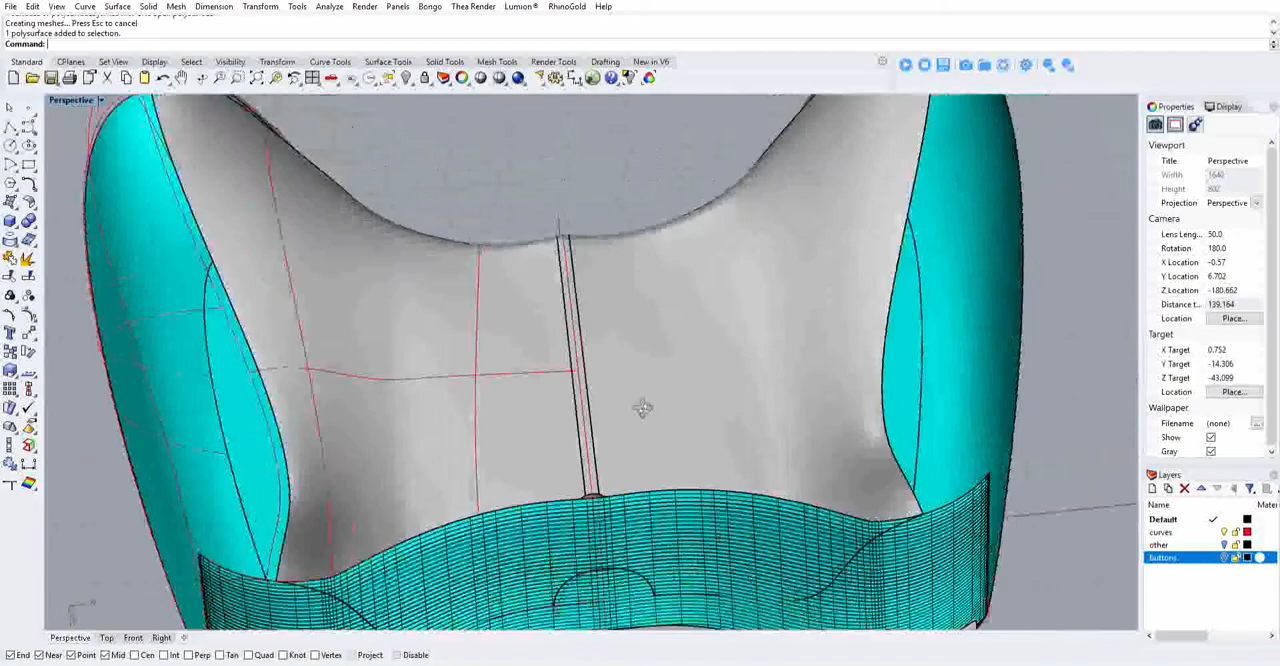 File Edit View Curve Surface Solid Mesh Dimension Transform Tools Analyze Render Panels Bongo Thea Render Lumion® RhinoGold Help
Creating meshes... Press Esc to cancel
1 polysurface added to selection.
Command:
Standard CPlanes Set View Display Select Visibility Transform Curve Tools Surface Tools Solid Tools Mesh Tools Render Tools Drafting New in V6
Perspective
Properties Display
Viewport
Title Perspective
Width 1640
Height 802
Projection Perspective
Camera
Lens Leng... 50.0
Rotation 180.0
X Location -0.57
Y Location 6.702
Z Location -180.662
Distance t... 139.164
Location Place...
Target
X Target 0.752
Y Target -14.306
Z Target -43.099
Location Place...
Wallpaper
Filename (none)
Show
Gray
Layers
Name Mater
Default
curves
other
buttons
Perspective Top Front Right
End Near Point Mid Cen Int Perp Tan Quad Knot Vertex Project Disable